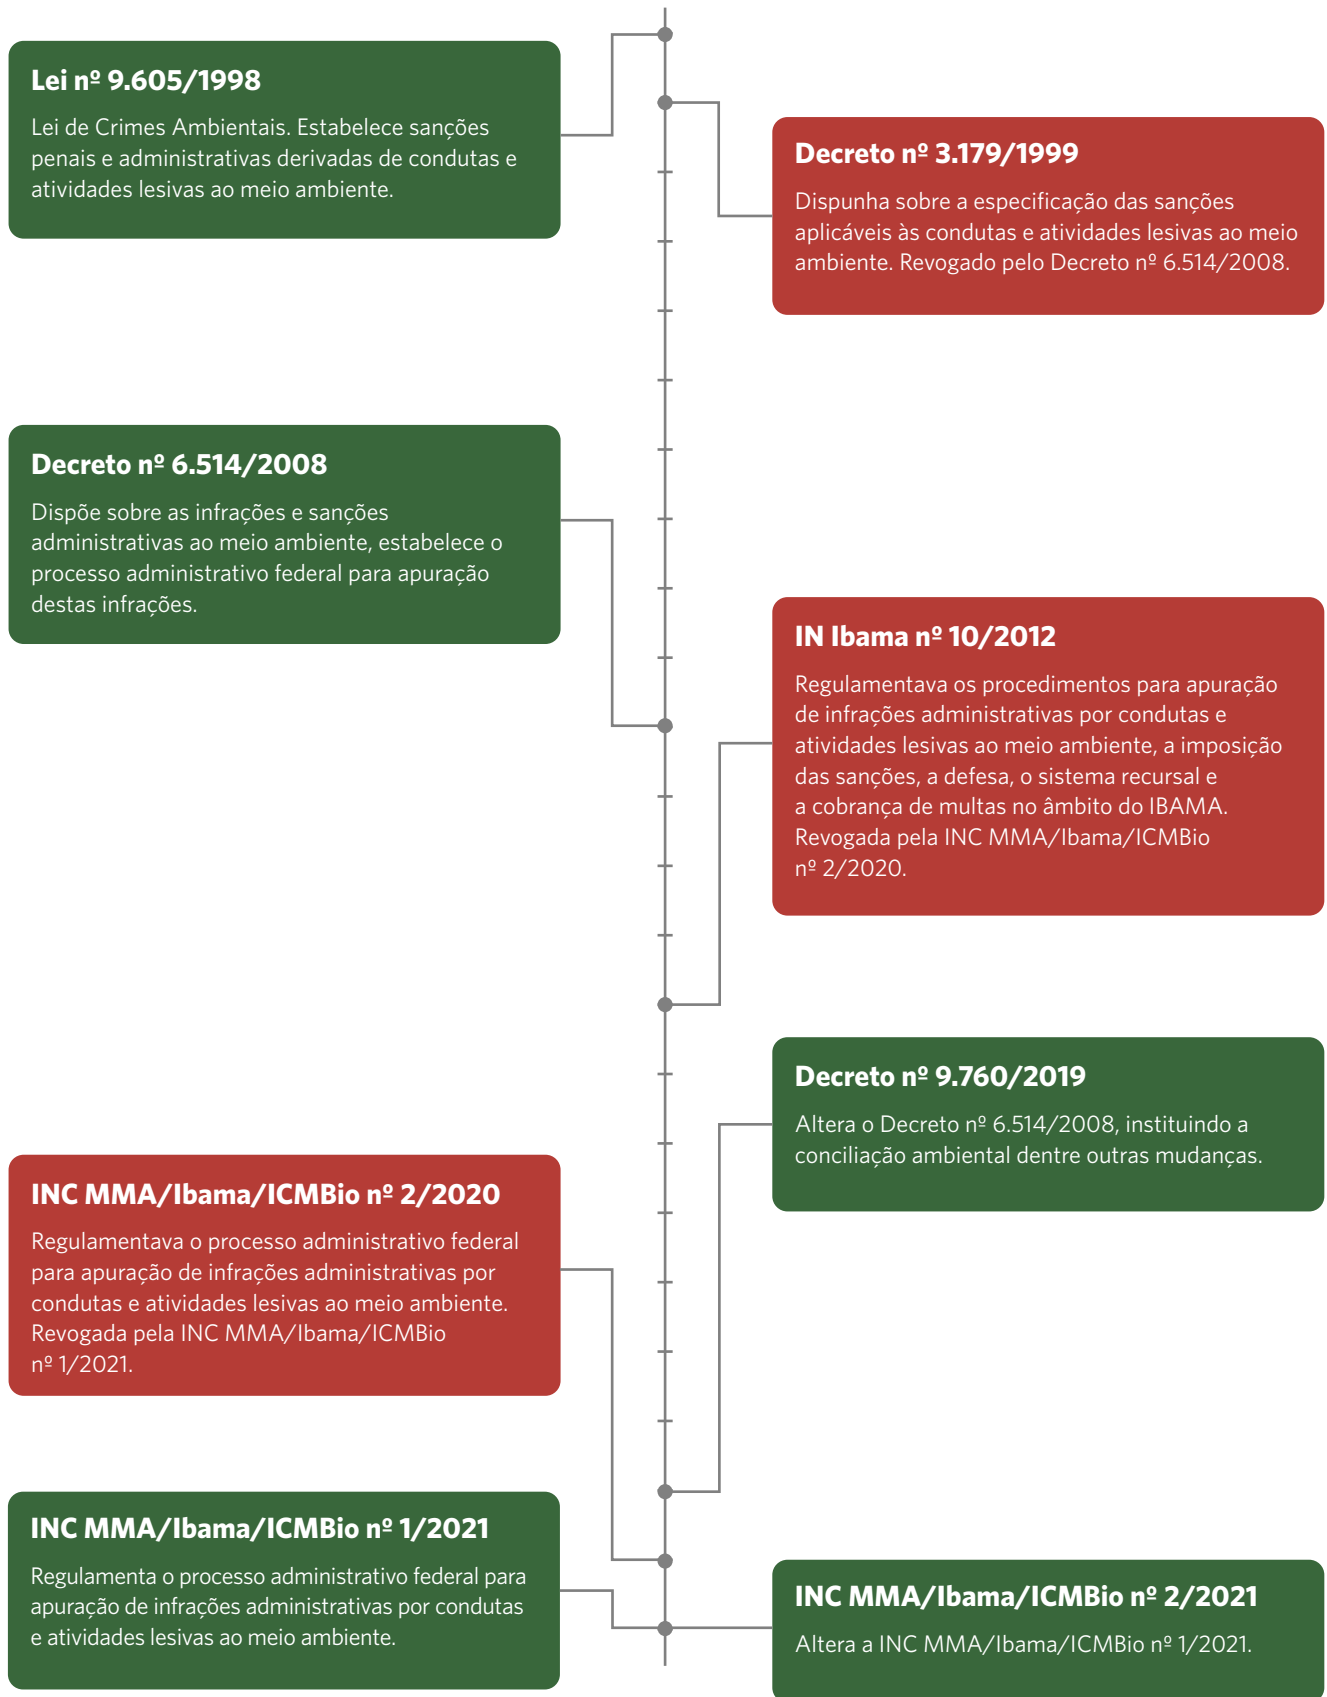 Lei nº 9.605/1998
Lei de Crimes Ambientais. Estabelece sanções
penais e administrativas derivadas de condutas e
atividades lesivas ao meio ambiente.
Decreto nº 3.179/1999
Dispunha sobre a especificação das sanções
aplicáveis às condutas e atividades lesivas ao meio
ambiente. Revogado pelo Decreto nº 6.514/2008.
Decreto nº 6.514/2008
Dispõe sobre as infrações e sanções
administrativas ao meio ambiente, estabelece o
processo administrativo federal para apuração
destas infrações.
IN Ibama nº 10/2012
Regulamentava os procedimentos para apuração
de infrações administrativas por condutas e
atividades lesivas ao meio ambiente, a imposição
das sanções, a defesa, o sistema recursal e
a cobrança de multas no âmbito do IBAMA.
Revogada pela INC MMA/Ibama/ICMBio
nº 2/2020.
Decreto nº 9.760/2019
Altera o Decreto nº 6.514/2008, instituindo a
conciliação ambiental dentre outras mudanças.
INC MMA/Ibama/ICMBio nº 2/2020
Regulamentava o processo administrativo federal
para apuração de infrações administrativas por
condutas e atividades lesivas ao meio ambiente.
Revogada pela INC MMA/Ibama/ICMBio
nº 1/2021.
INC MMA/Ibama/ICMBio nº 1/2021
Regulamenta o processo administrativo federal para
apuração de infrações administrativas por condutas
e atividades lesivas ao meio ambiente.
INC MMA/Ibama/ICMBio nº 2/2021
Altera a INC MMA/Ibama/ICMBio nº 1/2021.